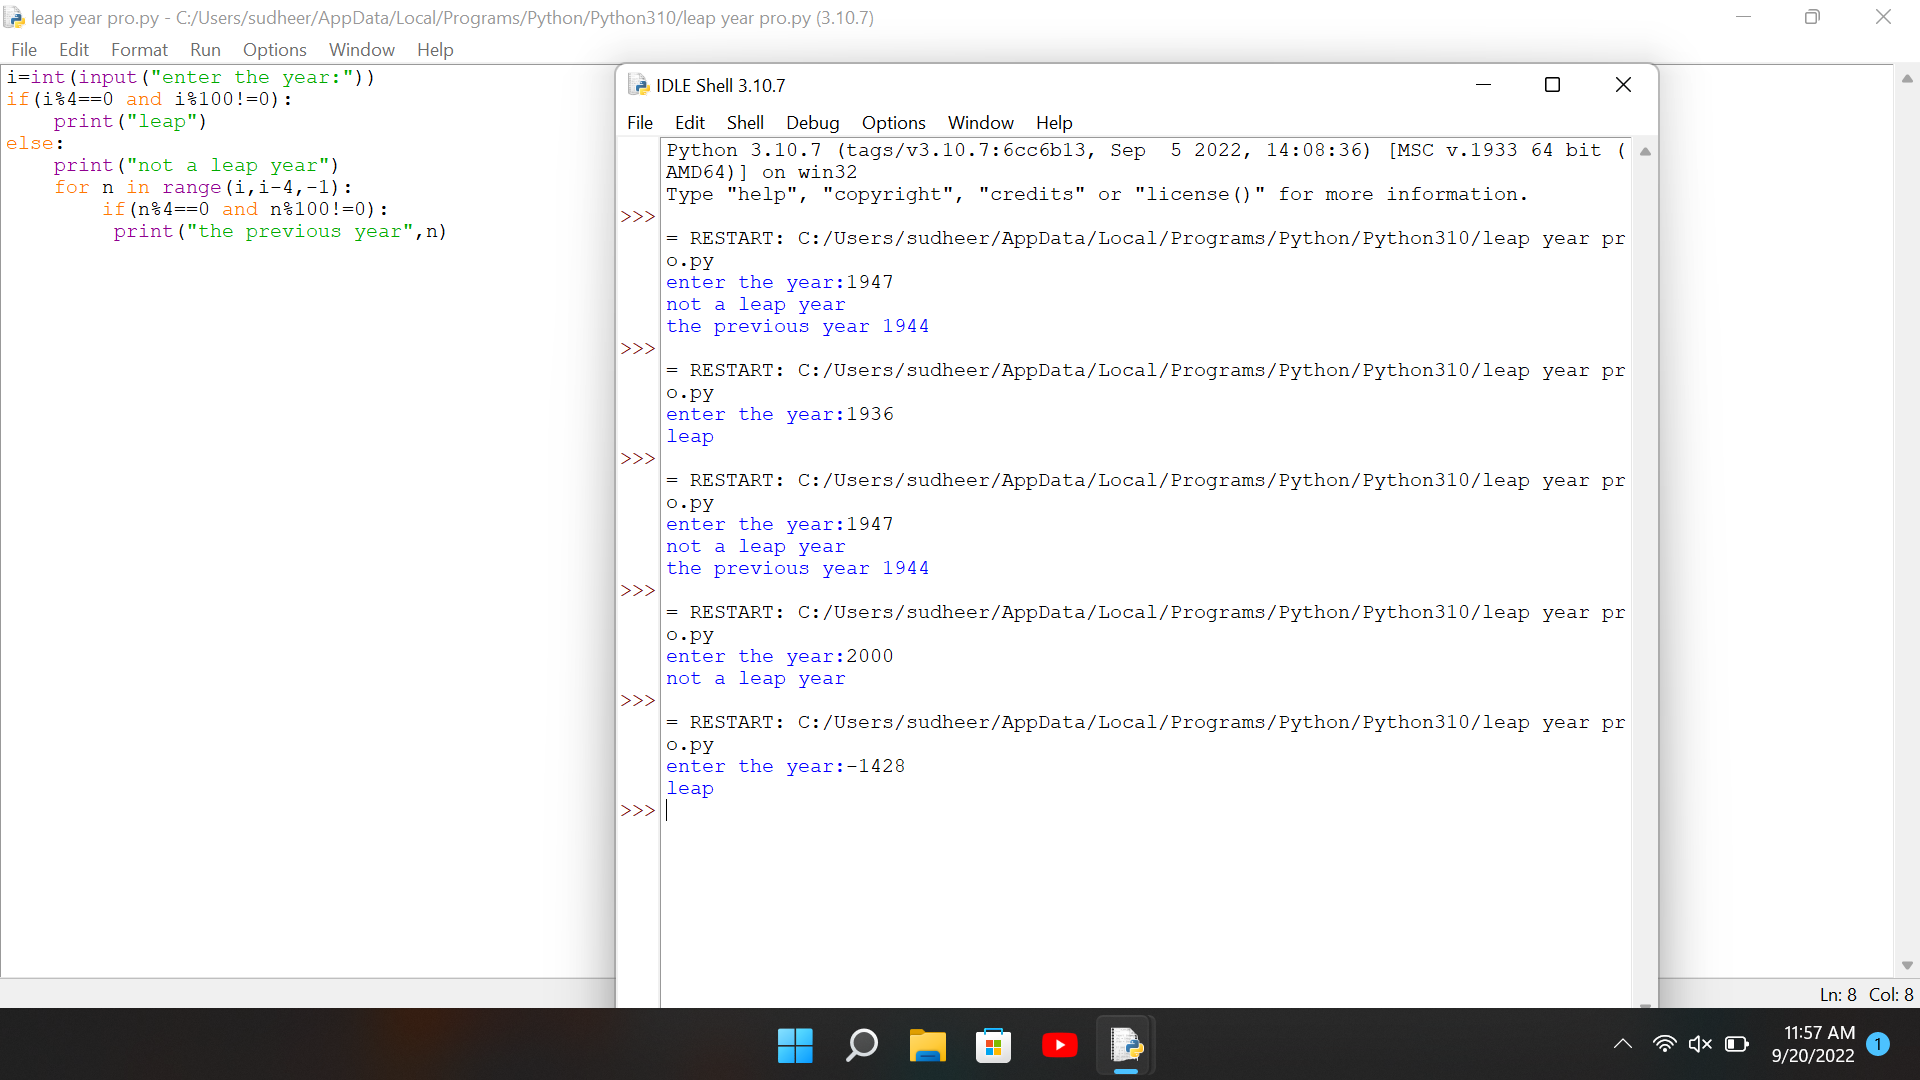 leap year pro.py - C:/Users/sudheer/AppData/Local/Programs/Python/Python310/leap year pro.py (3.10.7)
File Edit Format Run Options Window Help
i=int(input("enter the year:"))
if(i%4==0 and i%100!=0):
    print("leap")
else:
    print("not a leap year")
    for n in range(i,i-4,-1):
        if(n%4==0 and n%100!=0):
         print("the previous year",n)
IDLE Shell 3.10.7
File Edit Shell Debug Options Window Help
Python 3.10.7 (tags/v3.10.7:6cc6b13, Sep  5 2022, 14:08:36) [MSC v.1933 64 bit (
AMD64)] on win32
Type "help", "copyright", "credits" or "license()" for more information.
>>>
= RESTART: C:/Users/sudheer/AppData/Local/Programs/Python/Python310/leap year pr
o.py
enter the year:1947
not a leap year
the previous year 1944
>>>
= RESTART: C:/Users/sudheer/AppData/Local/Programs/Python/Python310/leap year pr
o.py
enter the year:1936
leap
>>>
= RESTART: C:/Users/sudheer/AppData/Local/Programs/Python/Python310/leap year pr
o.py
enter the year:1947
not a leap year
the previous year 1944
>>>
= RESTART: C:/Users/sudheer/AppData/Local/Programs/Python/Python310/leap year pr
o.py
enter the year:2000
not a leap year
>>>
= RESTART: C:/Users/sudheer/AppData/Local/Programs/Python/Python310/leap year pr
o.py
enter the year:-1428
leap
>>>
Ln: 8 Col: 8
11:57 AM
9/20/2022
1